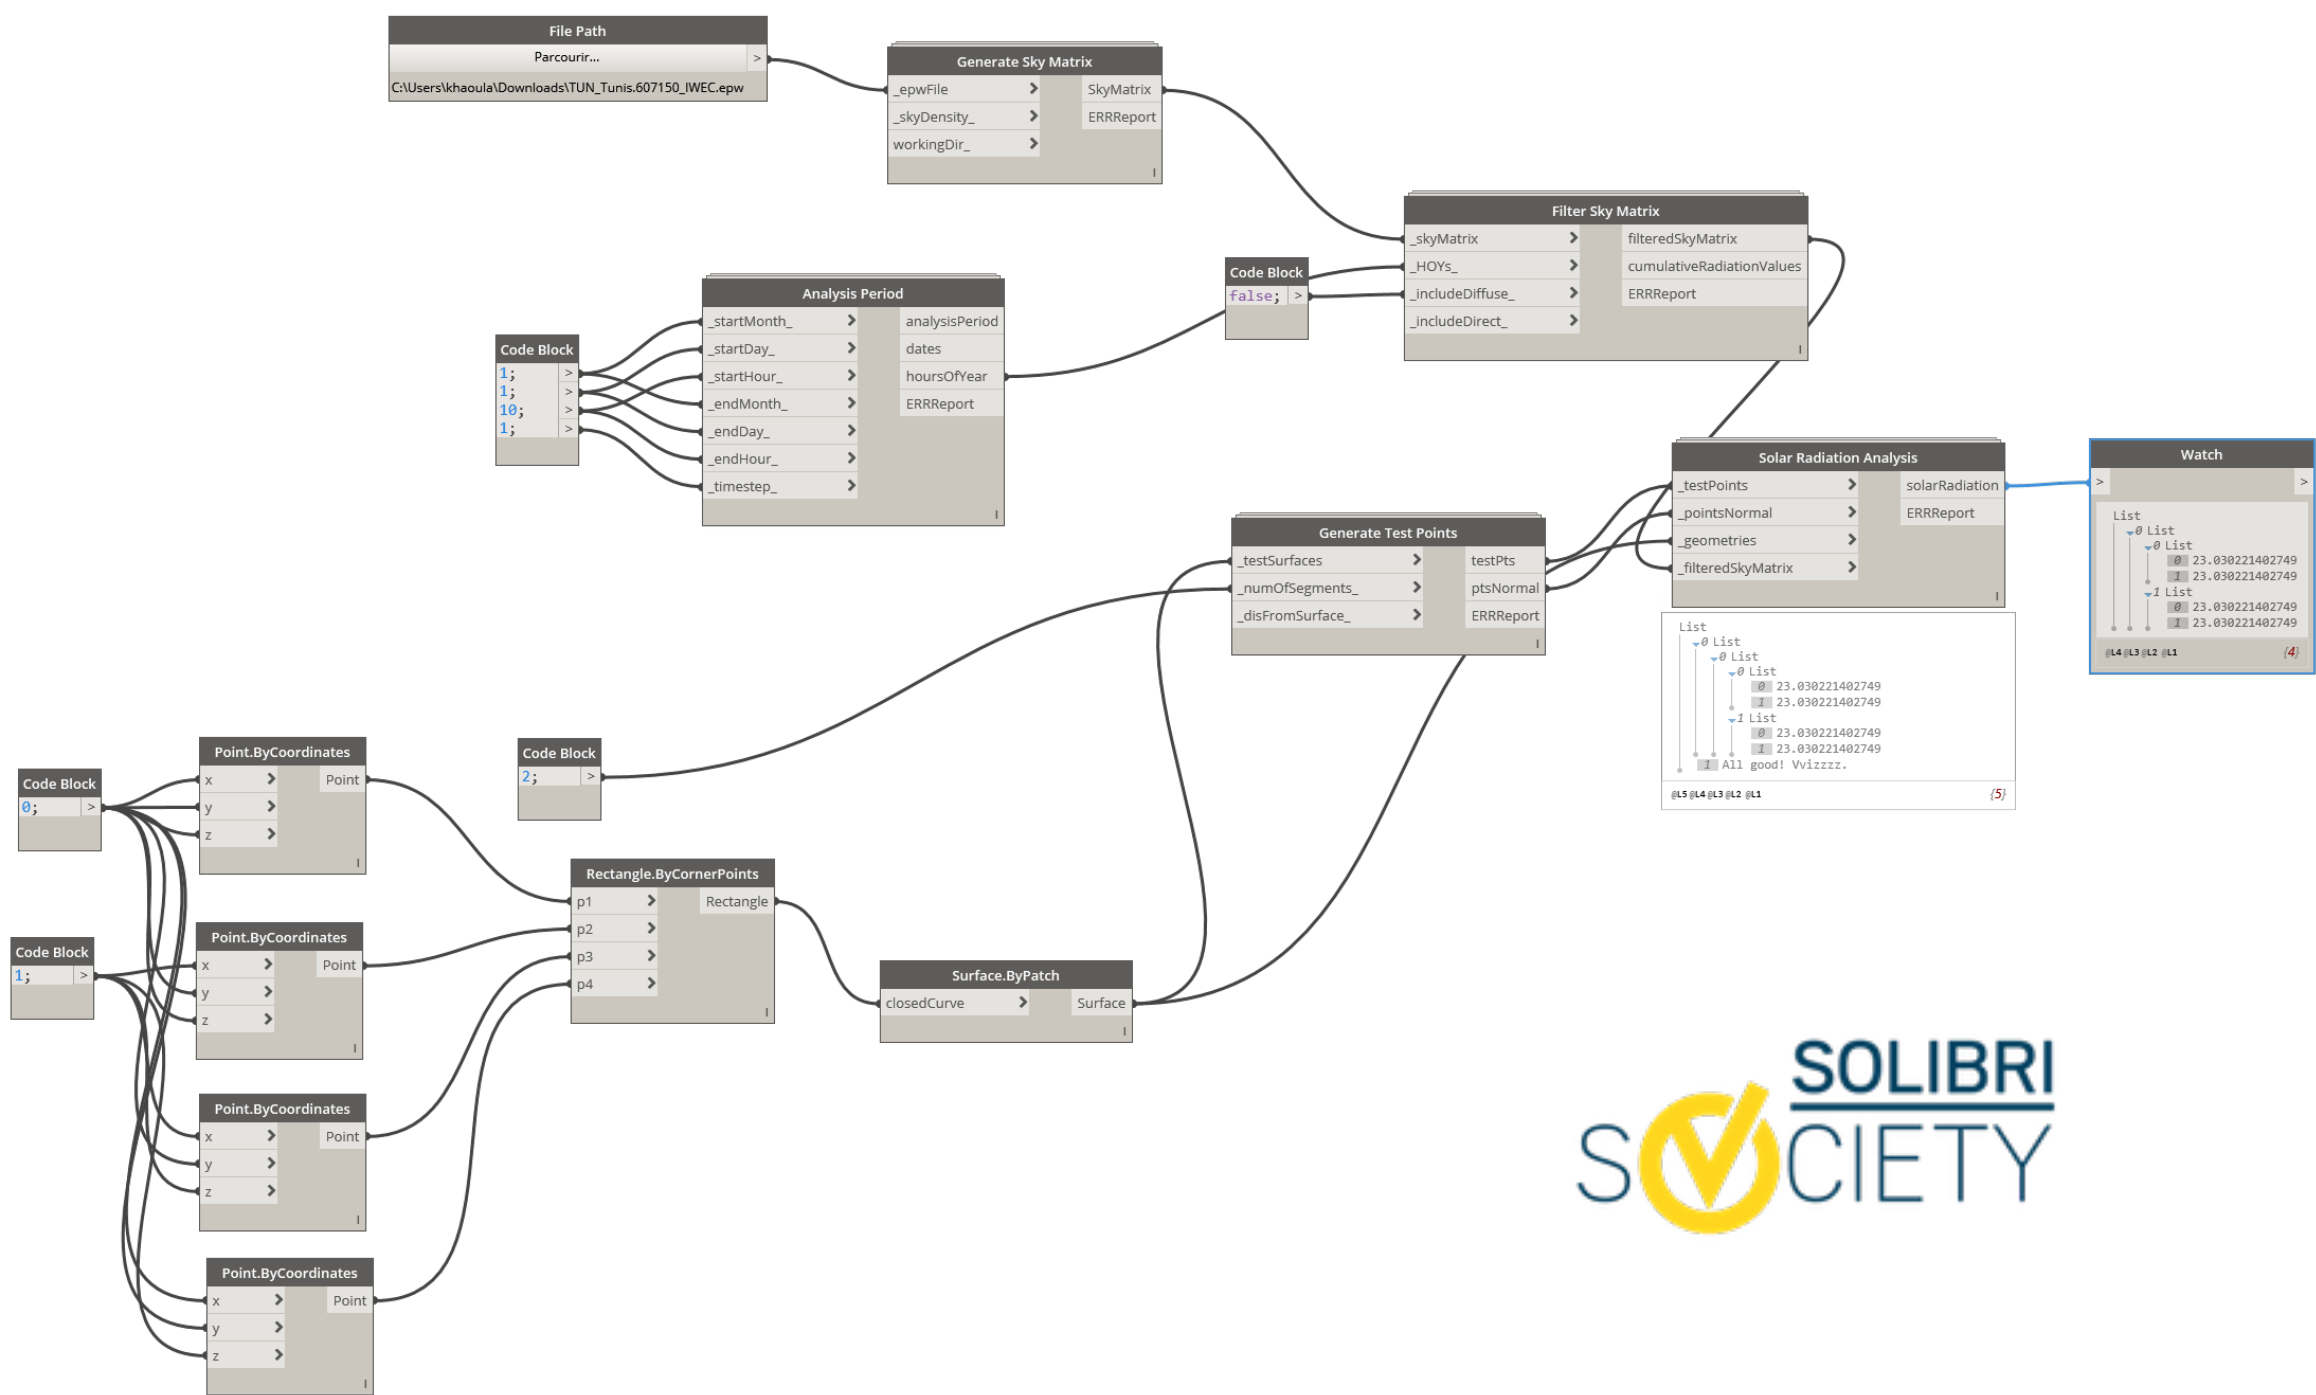 File Path
Parcourir...
>
C:\Users\khaoula\Downloads\TUN_Tunis.607150_IWEC.epw
Generate Sky Matrix
_epwFile > SkyMatrix
_skyDensity_ > ERRReport
workingDir_ >
I
Filter Sky Matrix
_skyMatrix > filteredSkyMatrix
_HOYs_ > cumulativeRadiationValues
_includeDiffuse_ > ERRReport
_includeDirect_ >
I
Code Block
false; >
Analysis Period
_startMonth_ > analysisPeriod
_startDay_ > dates
_startHour_ > hoursOfYear
_endMonth_ > ERRReport
_endDay_ >
_endHour_ >
_timestep_ >
I
Code Block
1; >
1; >
10; >
1; >
Solar Radiation Analysis
_testPoints > solarRadiation
_pointsNormal > ERRReport
_geometries >
_filteredSkyMatrix >
I
List
0 List
0 List
0 List
0 23.030221402749
1 23.030221402749
1 List
0 23.030221402749
1 23.030221402749
1 All good! Vvizzzz.
@L5 @L4 @L3 @L2 @L1 {5}
Watch
> >
List
0 List
0 List
0 23.030221402749
1 23.030221402749
1 List
0 23.030221402749
1 23.030221402749
@L4 @L3 @L2 @L1 {4}
Generate Test Points
_testSurfaces > testPts
_numOfSegments_ > ptsNormal
_disFromSurface_ > ERRReport
I
Code Block
2; >
Code Block
0; >
Code Block
1; >
Point.ByCoordinates
x > Point
y >
z >
I
Point.ByCoordinates
x > Point
y >
z >
I
Point.ByCoordinates
x > Point
y >
z >
I
Point.ByCoordinates
x > Point
y >
z >
I
Rectangle.ByCornerPoints
p1 > Rectangle
p2 >
p3 >
p4 >
I
Surface.ByPatch
closedCurve > Surface
I
SOLIBRI
SOCIETY